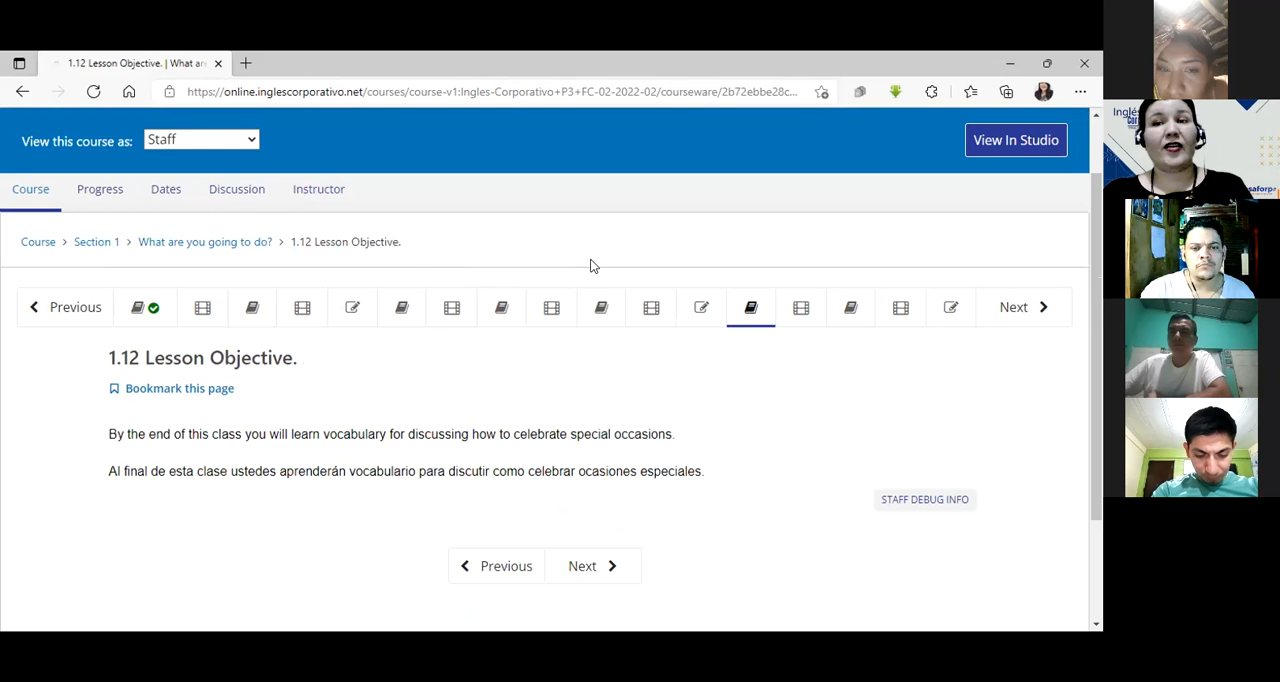 1.12 Lesson Objective. | What are
https://online.inglescorporativo.net/courses/course-v1:Ingles-Corporativo+P3+FC-02-2022-02/courseware/2b72ebbe28c...
View this course as: Staff View In Studio
Course Progress Dates Discussion Instructor
Course > Section 1 > What are you going to do? > 1.12 Lesson Objective.
Previous Next
1.12 Lesson Objective.
Bookmark this page
By the end of this class you will learn vocabulary for discussing how to celebrate special occasions.
Al final de esta clase ustedes aprenderán vocabulario para discutir como celebrar ocasiones especiales.
STAFF DEBUG INFO
Previous Next